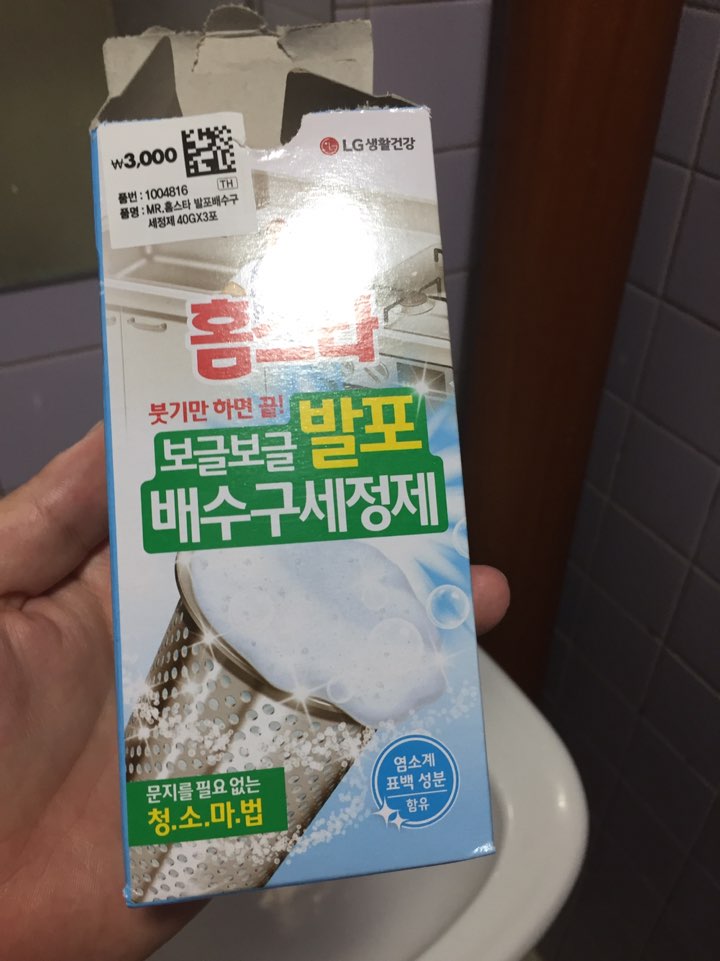 ₩3,000
TH
품번 : 1004816
품명 : MR.홈스타 발포배수구
세정제 40GX3포
LG생활건강
홈스타
붓기만 하면 끝!
보글보글 발포
배수구세정제
문지를 필요 없는
청.소.마.법
염소계
표백 성분
함유